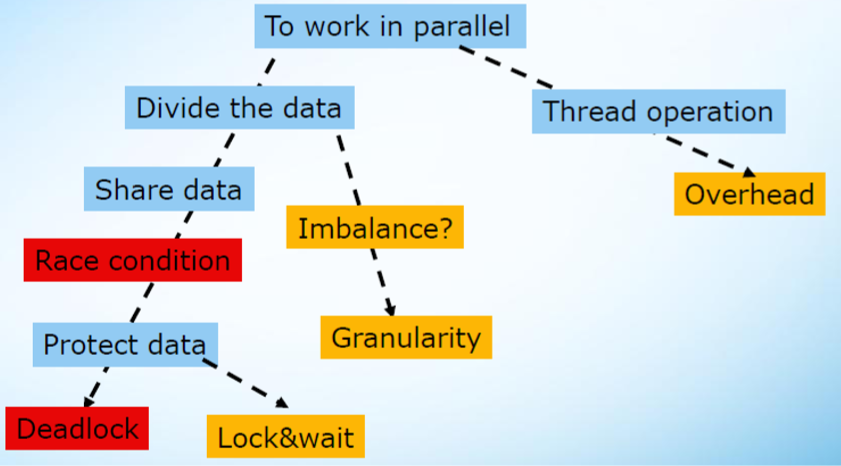 To work in parallel
Divide the data
Thread operation
Share data
Overhead
Imbalance?
Race condition
Granularity
Protect data
Deadlock
Lock&wait